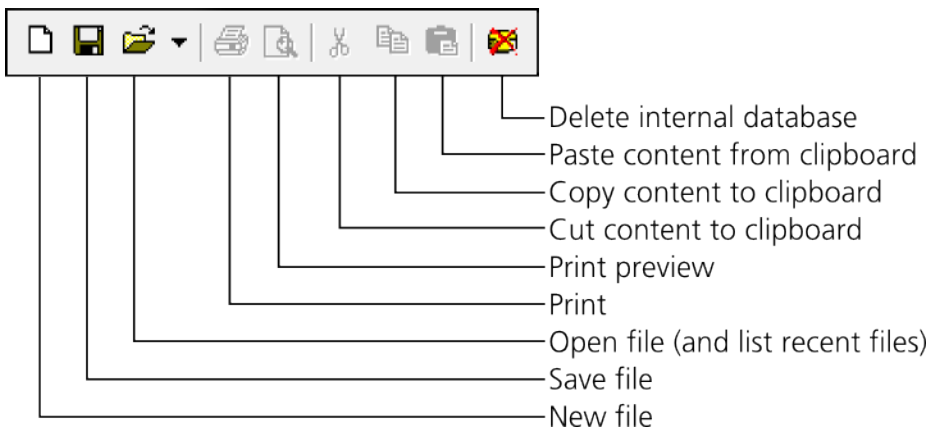 Delete internal database
Paste content from clipboard
Copy content to clipboard
Cut content to clipboard
Print preview
Print
Open file (and list recent files)
Save file
New file